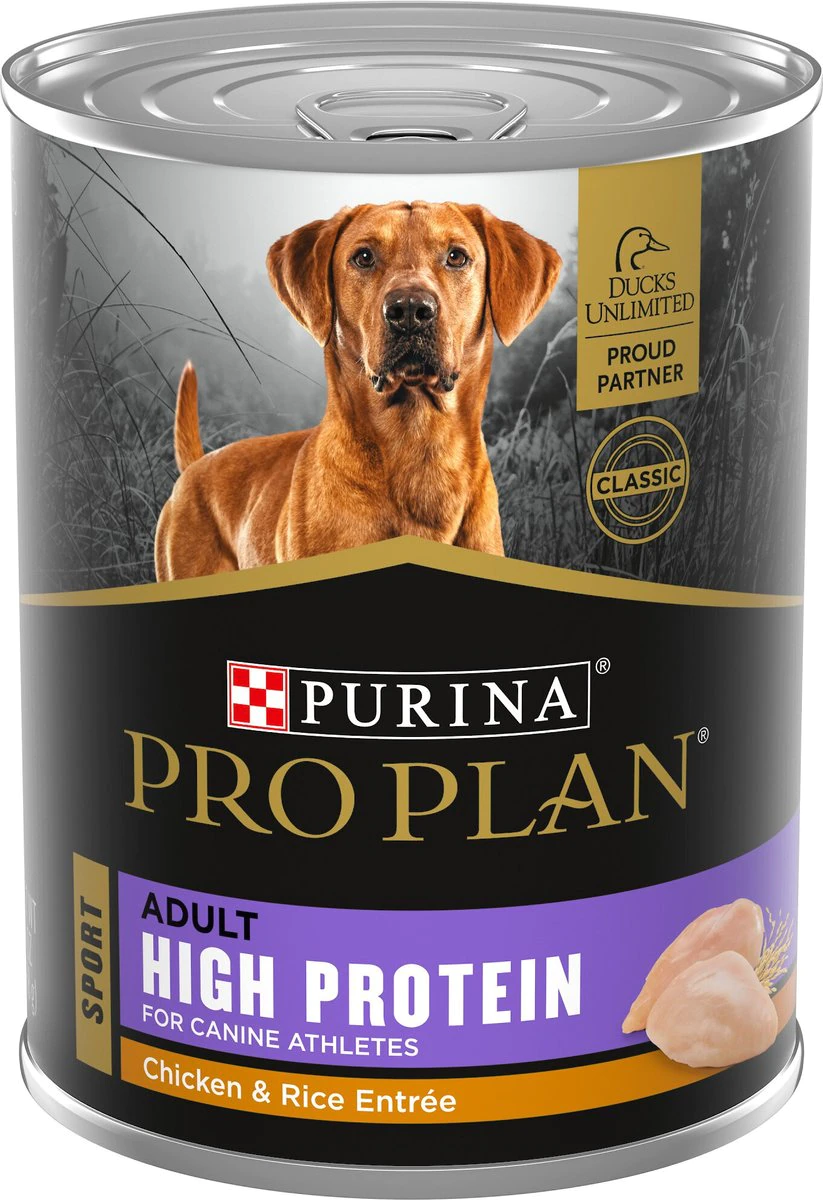 DUCKS
UNLIMITED
PROUD
PARTNER
CLASSIC
PURINA®
PRO PLAN®
SPORT
ADULT
HIGH PROTEIN
FOR CANINE ATHLETES
Chicken & Rice Entrée